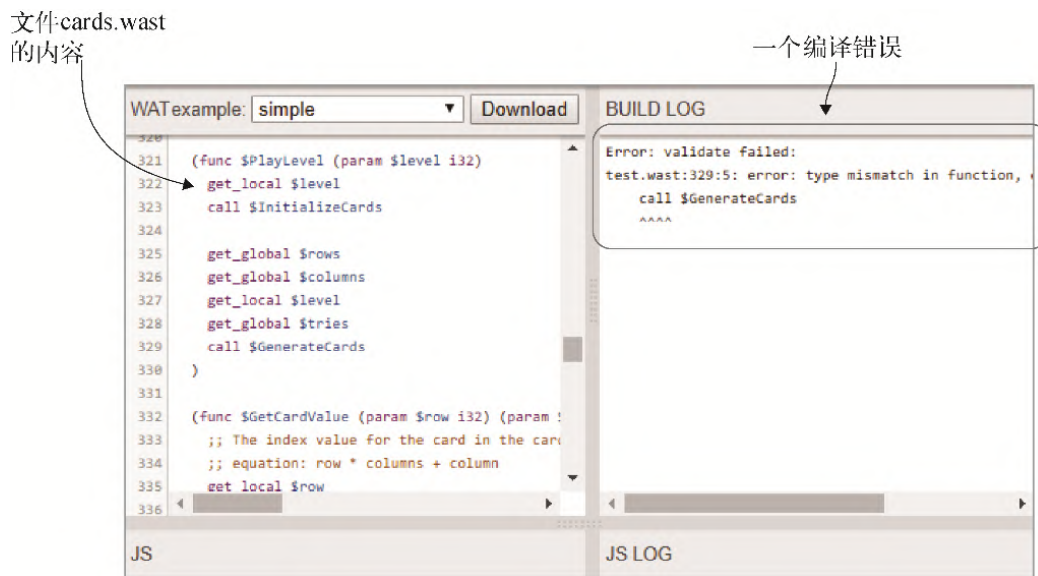 文件cards.wast
的内容
一个编译错误
WAT example: simple Download
BUILD LOG
320
321 (func $PlayLevel (param $level i32)
322 get_local $level
323 call $InitializeCards
324
325 get_global $rows
326 get_global $columns
327 get_local $level
328 get_global $tries
329 call $GenerateCards
330 )
331
332 (func $GetCardValue (param $row i32) (param
333 ;; The index value for the card in the car
334 ;; equation: row * columns + column
335 get_local $row
336
Error: validate failed:
test.wast:329:5: error: type mismatch in function,
call $GenerateCards
^^^^
JS
JS LOG